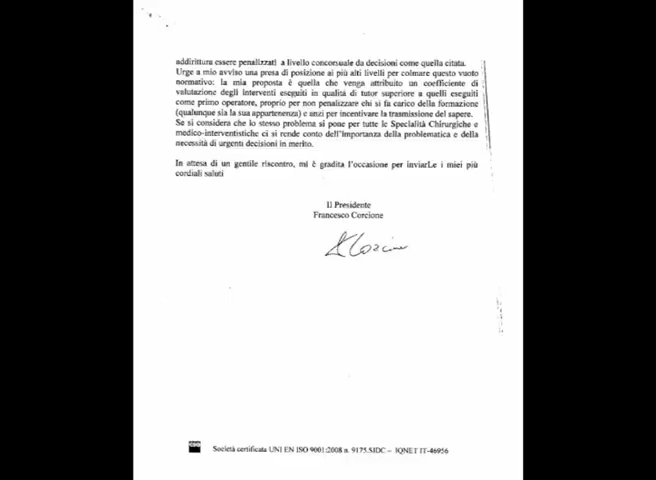 addirittura essere penalizzati a livello concorsuale da decisioni come quella citata.
Urge a mio avviso una presa di posizione ai più alti livelli per colmare questo vuoto
normativo: la mia proposta è quella che venga attribuito un coefficiente di
valutazione degli interventi eseguiti in qualità di tutor superiore a quelli eseguiti
come primo operatore, proprio per non penalizzare chi si fa carico della formazione
(qualunque sia la sua appartenenza) e anzi per incentivare la trasmissione del sapere.
Se si considera che lo stesso problema si pone per tutte le Specialità Chirurgiche e
medico-interventistiche ci si rende conto dell'importanza della problematica e della
necessità di urgenti decisioni in merito.
In attesa di un gentile riscontro, mi è gradita l'occasione per inviarLe i miei più
cordiali saluti
Il Presidente
Francesco Corcione
Società certificata UNI EN ISO 9001:2008 n. 9175.SIDC – IQNET IT-46956